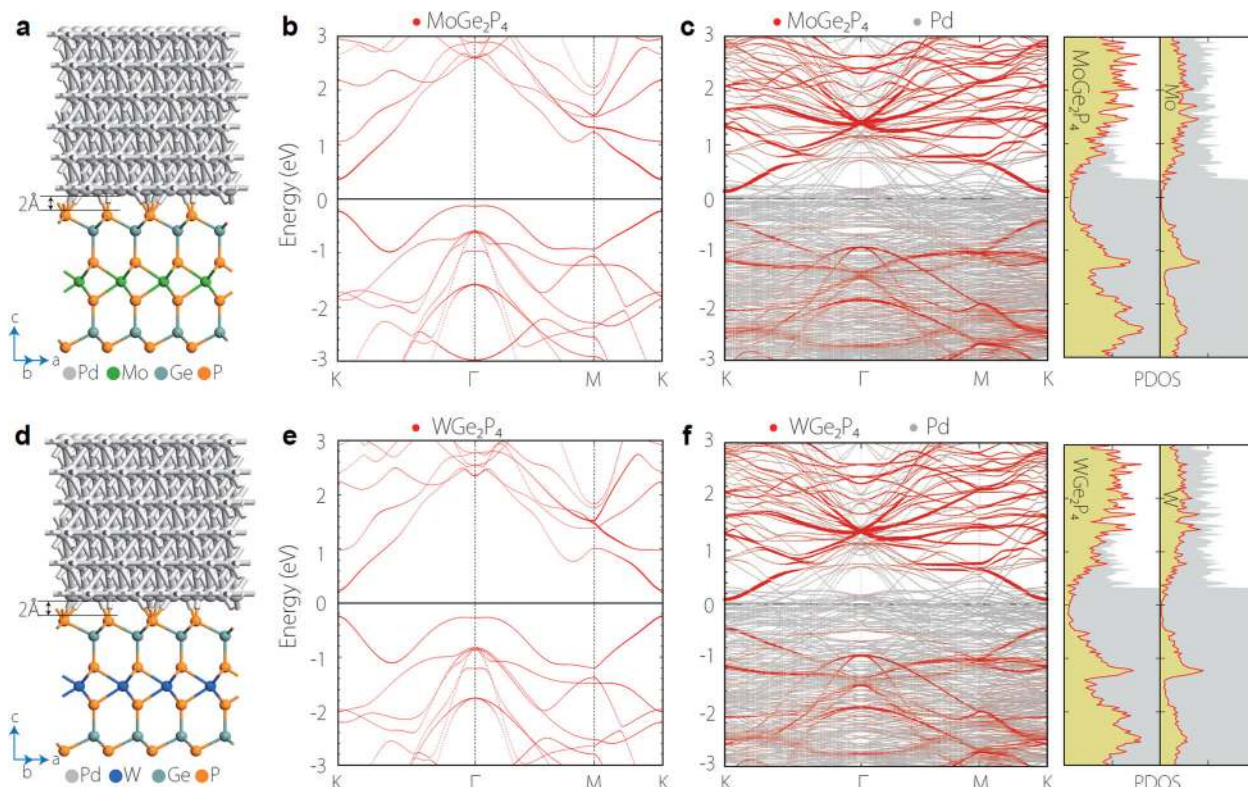 a
2Å
c
a
b
Pd Mo Ge P
b
MoGe₂P₄
Energy (eV)
3
2
1
0
-1
-2
-3
K Γ M K
c
MoGe₂P₄ Pd
3
2
1
0
-1
-2
-3
K Γ M K
MoGe₂P₄
Mo
PDOS
d
2Å
c
b a
Pd W Ge P
e
WGe₂P₄
Energy (eV)
3
2
1
0
-1
-2
-3
K Γ M K
f
WGe₂P₄ Pd
3
2
1
0
-1
-2
-3
K Γ M K
WGe₂P₄
W
PDOS